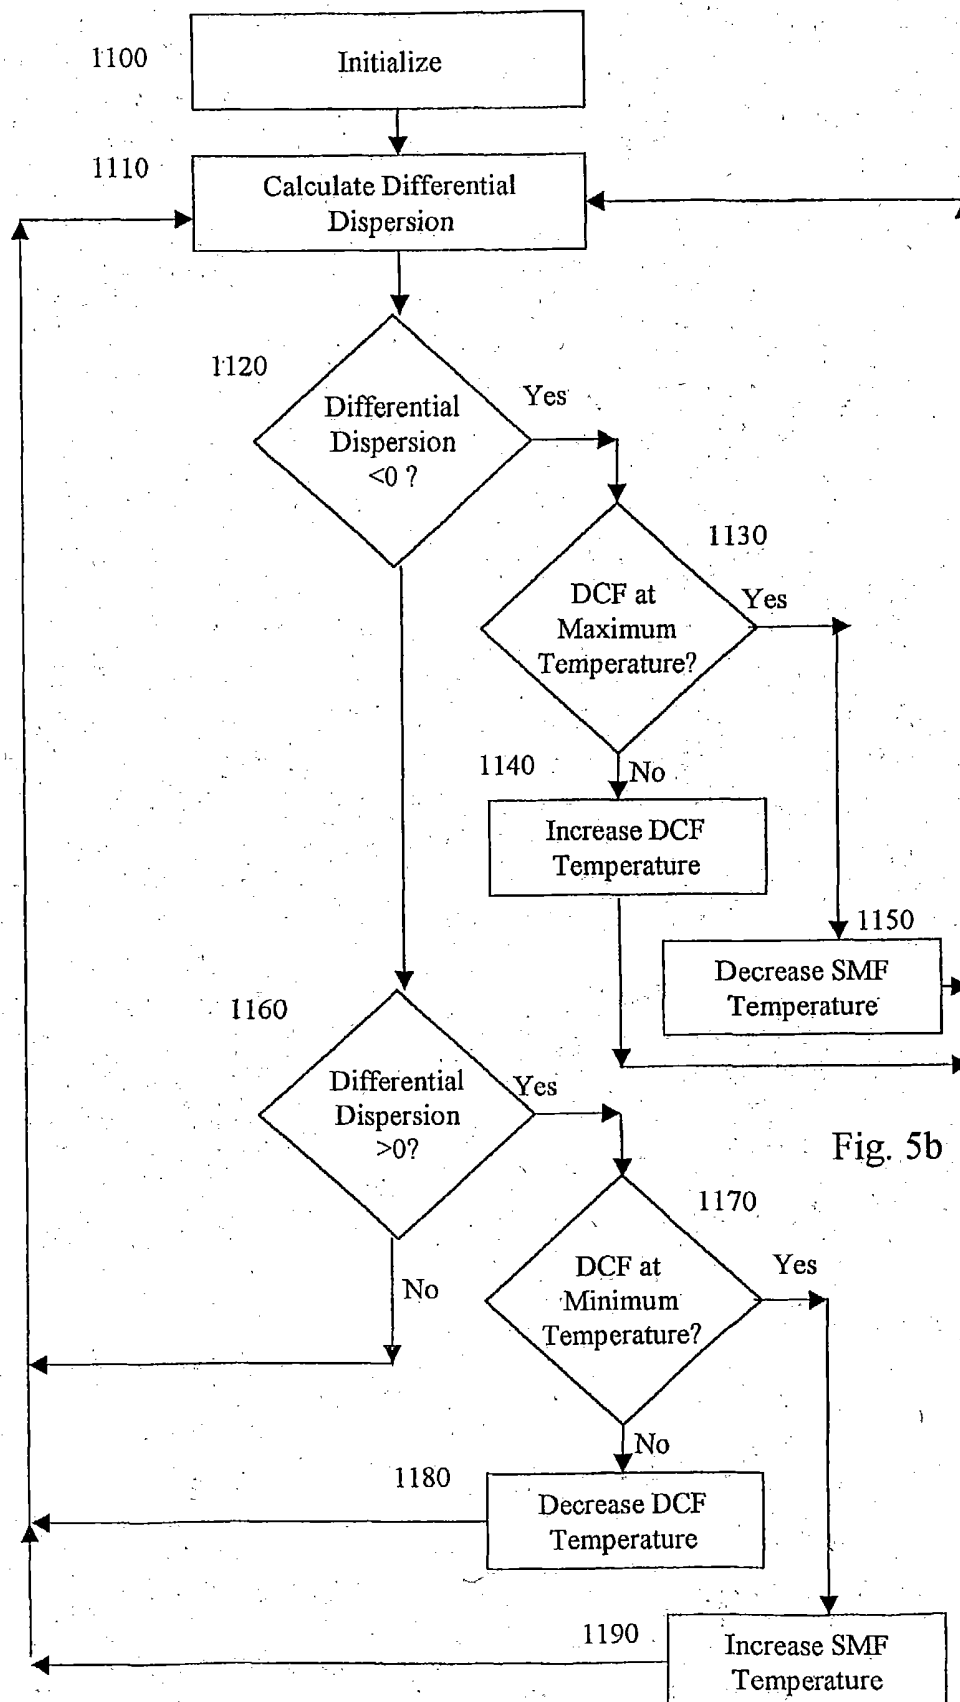 1100
Initialize
1110
Calculate Differential
Dispersion
1120
Differential
Dispersion
<0 ?
Yes
1130
DCF at
Maximum
Temperature?
Yes
1140
No
Increase DCF
Temperature
1150
Decrease SMF
Temperature
1160
Differential
Dispersion
>0?
Yes
Fig. 5b
1170
DCF at
Minimum
Temperature?
Yes
No
No
1180
Decrease DCF
Temperature
1190
Increase SMF
Temperature